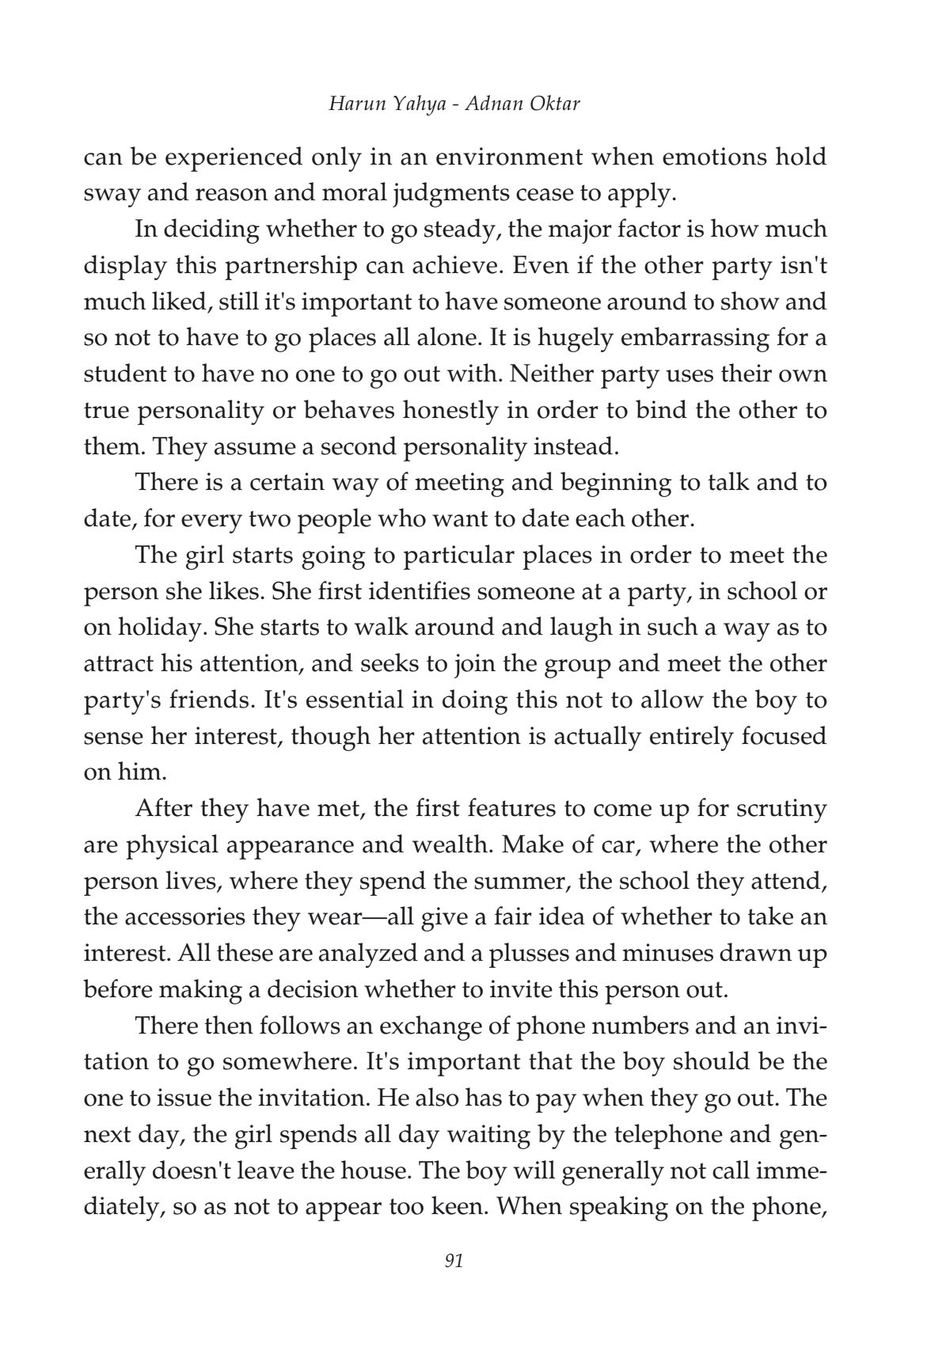 Harun Yahya - Adnan Oktar
can be experienced only in an environment when emotions hold
sway and reason and moral judgments cease to apply.
In deciding whether to go steady, the major factor is how much
display this partnership can achieve. Even if the other party isn't
much liked, still it's important to have someone around to show and
so not to have to go places all alone. It is hugely embarrassing for a
student to have no one to go out with. Neither party uses their own
true personality or behaves honestly in order to bind the other to
them. They assume a second personality instead.
There is a certain way of meeting and beginning to talk and to
date, for every two people who want to date each other.
The girl starts going to particular places in order to meet the
person she likes. She first identifies someone at a party, in school or
on holiday. She starts to walk around and laugh in such a way as to
attract his attention, and seeks to join the group and meet the other
party's friends. It's essential in doing this not to allow the boy to
sense her interest, though her attention is actually entirely focused
on him.
After they have met, the first features to come up for scrutiny
are physical appearance and wealth. Make of car, where the other
person lives, where they spend the summer, the school they attend,
the accessories they wear—all give a fair idea of whether to take an
interest. All these are analyzed and a plusses and minuses drawn up
before making a decision whether to invite this person out.
There then follows an exchange of phone numbers and an invi-
tation to go somewhere. It's important that the boy should be the
one to issue the invitation. He also has to pay when they go out. The
next day, the girl spends all day waiting by the telephone and gen-
erally doesn't leave the house. The boy will generally not call imme-
diately, so as not to appear too keen. When speaking on the phone,
91